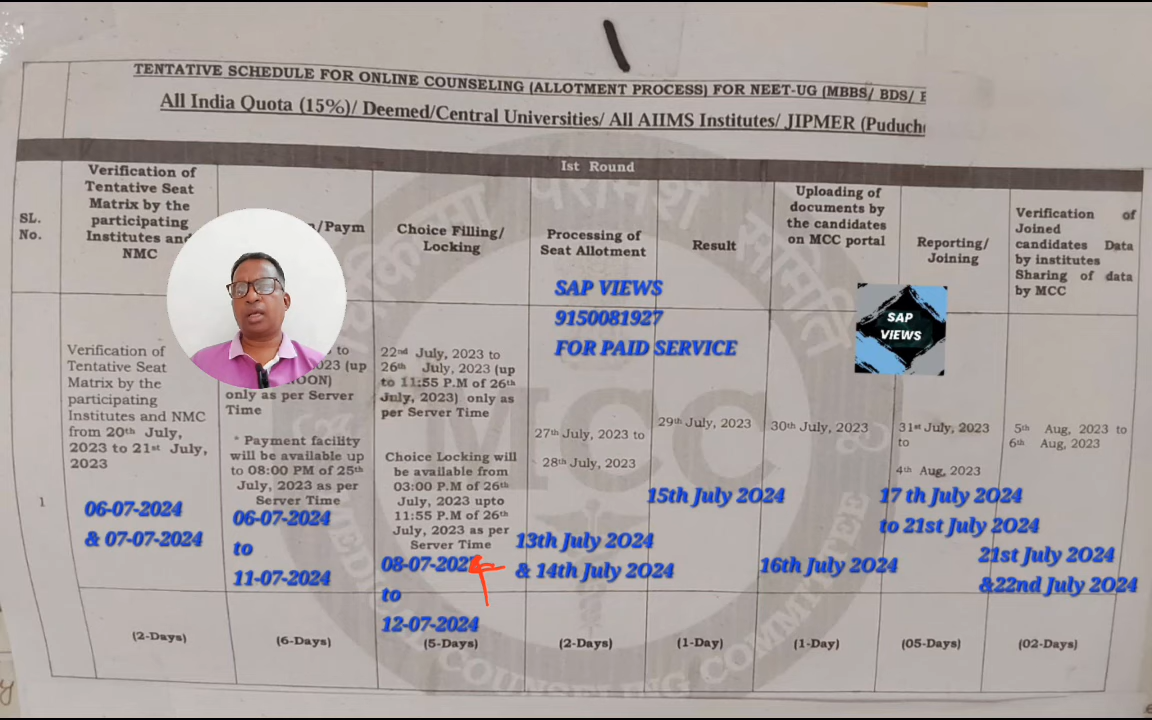 TENTATIVE SCHEDULE FOR ONLINE COUNSELING (ALLOTMENT PROCESS) FOR NEET-UG (MBBS/ BDS/
All India Quota (15%)/ Deemed/Central Universities/ All AIIMS Institutes/ JIPMER
Ist Round
SL.
No.
Verification of
Tentative Seat
Matrix by the
participating
Institutes and
NMC
/Paym
Choice Filling/
Locking
Processing of
Seat Allotment
Result
Uploading of
documents by
the candidates
on MCC portal
Reporting/
Joining
Verification of
Joined
candidates Data
by institutes
Sharing of data
by MCC
SAP VIEWS
9150081927
FOR PAID SERVICE
SAP
VIEWS
1
Verification of
Tentative Seat
Matrix by the
participating
Institutes and NMC
from 20th July,
2023 to 21st July,
2023
06-07-2024
& 07-07-2024
to
(up
only as per Server
Time
* Payment facility
will be available up
to 08:00 PM of 25th
July, 2023 as per
Server Time
06-07-2024
to
11-07-2024
22nd July, 2023 to
26th July, 2023 (up
to 11:55 P.M of 26th
July, 2023) only as
per Server Time
Choice Locking will
be available from
03:00 P.M of 26th
July, 2023 upto
11:55 P.M of 26th
July, 2023 as per
Server Time
to
12-07-2024
27th July, 2023 to
28th July, 2023
13th July 2024
& 14th July 2024
29th July, 2023
15th July 2024
30th July, 2023
16th July 2024
31st July, 2023
to
4th Aug, 2023
17 th July 2024
to 21st July 2024
5th Aug, 2023 to
6th Aug, 2023
21st July 2024
&22nd July 2024
(2-Days)
(6-Days)
(5-Days)
(2-Days)
(1-Day)
(1-Day)
(05-Days)
(02-Days)
MCC
MEDICAL COUNSELING COMMITTEE